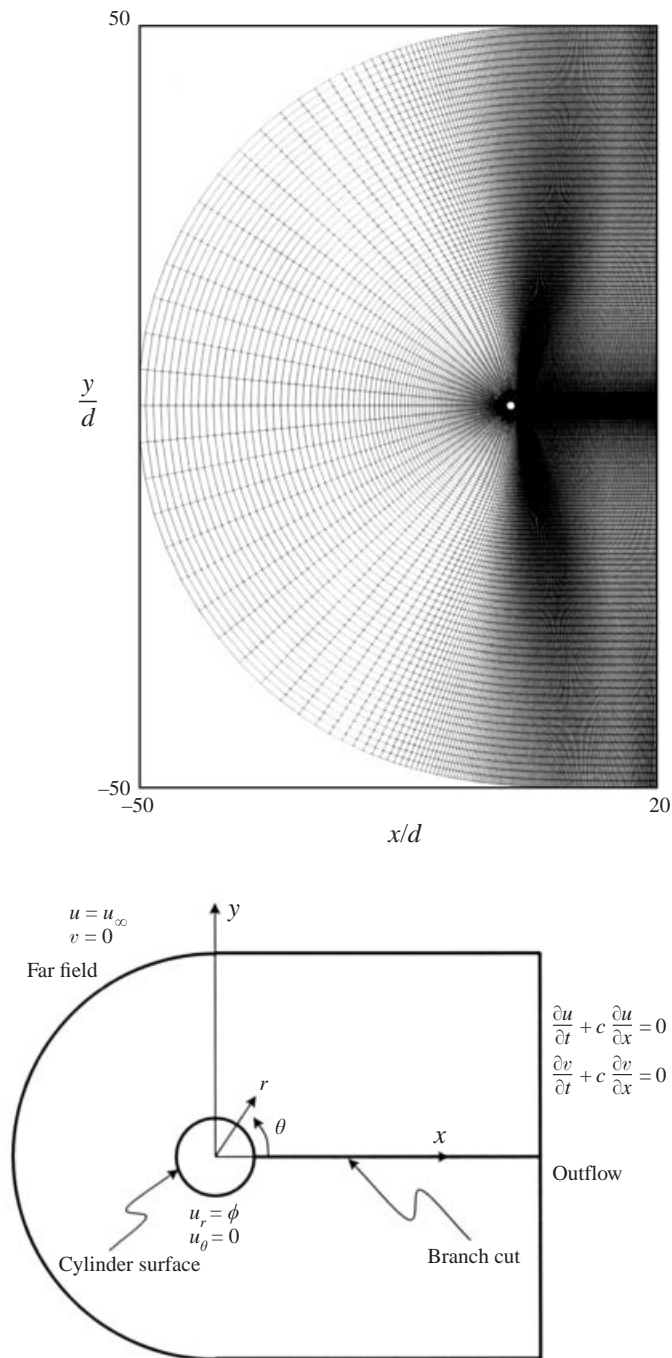 50
y
d
–50
–50
20
x/d
u = u∞
v = 0
Far field
y
∂u/∂t + c ∂u/∂x = 0
∂v/∂t + c ∂v/∂x = 0
r
θ
x
Outflow
u_r = ϕ
u_θ = 0
Cylinder surface
Branch cut